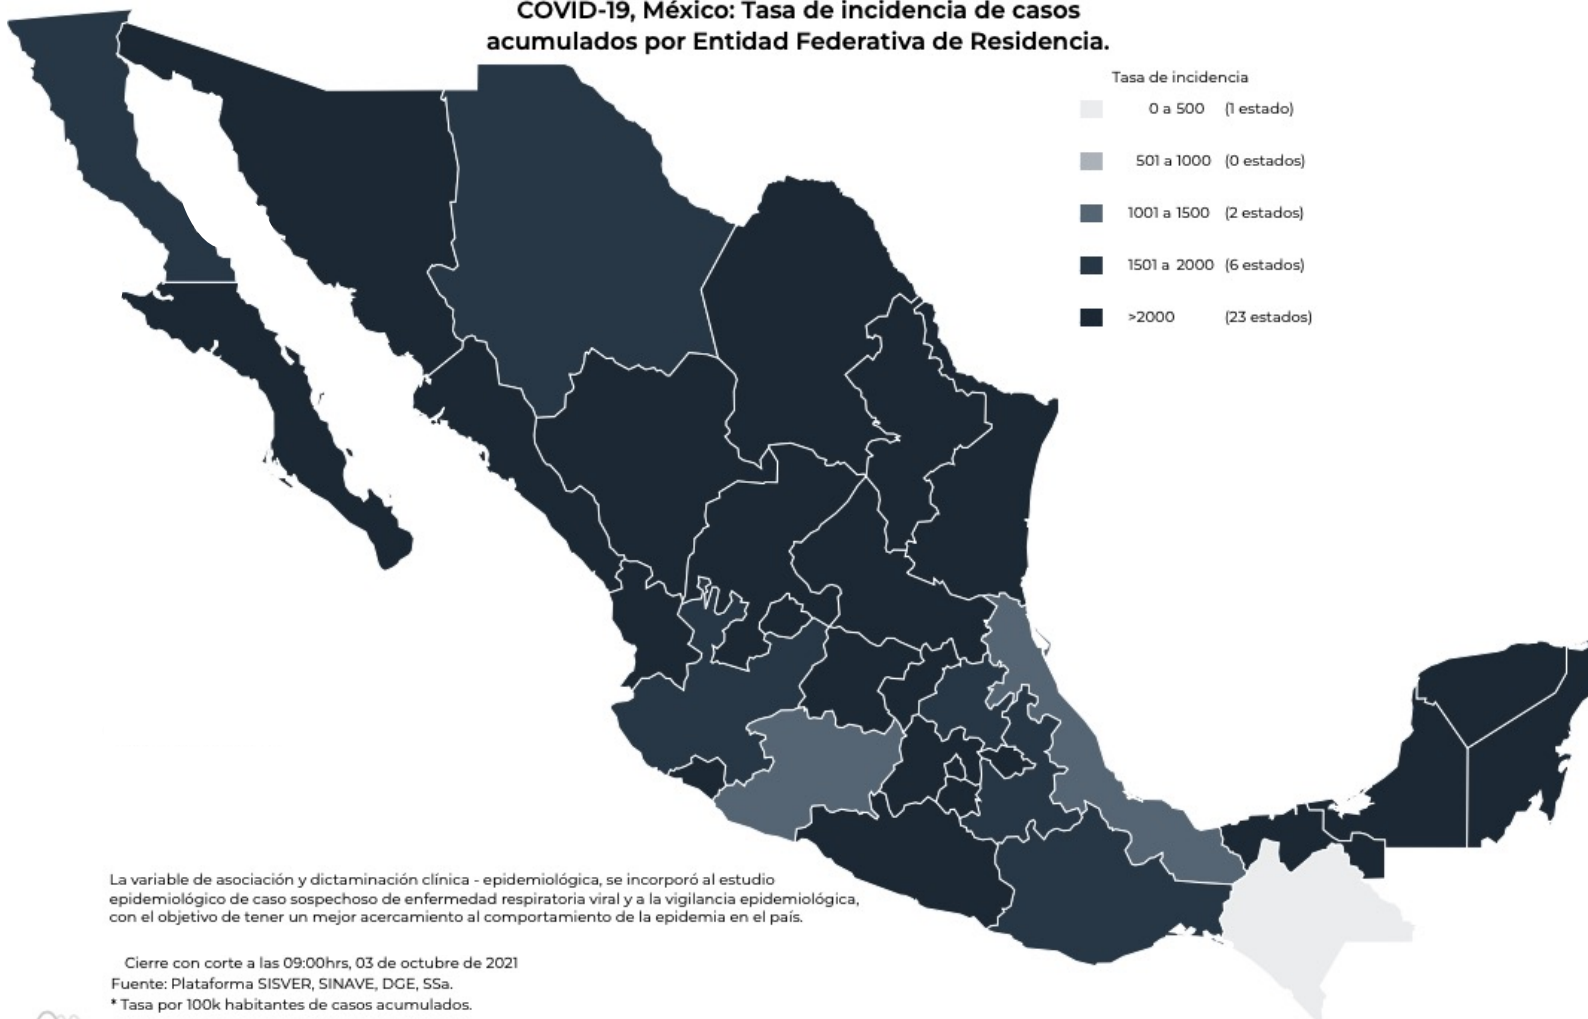 COVID-19, México: Tasa de incidencia de casos
acumulados por Entidad Federativa de Residencia.
Tasa de incidencia
0 a 500 (1 estado)
501 a 1000 (0 estados)
1001 a 1500 (2 estados)
1501 a 2000 (6 estados)
>2000 (23 estados)
La variable de asociación y dictaminación clínica - epidemiológica, se incorporó al estudio
epidemiológico de caso sospechoso de enfermedad respiratoria viral y a la vigilancia epidemiológica,
con el objetivo de tener un mejor acercamiento al comportamiento de la epidemia en el país.
Cierre con corte a las 09:00hrs, 03 de octubre de 2021
Fuente: Plataforma SISVER, SINAVE, DGE, SSa.
* Tasa por 100k habitantes de casos acumulados.